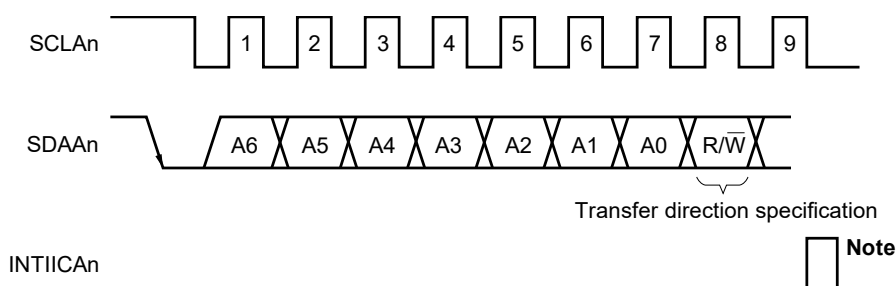 SCLAn 1 2 3 4 5 6 7 8 9
SDAAn A6 A5 A4 A3 A2 A1 A0 R/W̅
Transfer direction specification
INTIICAn Note